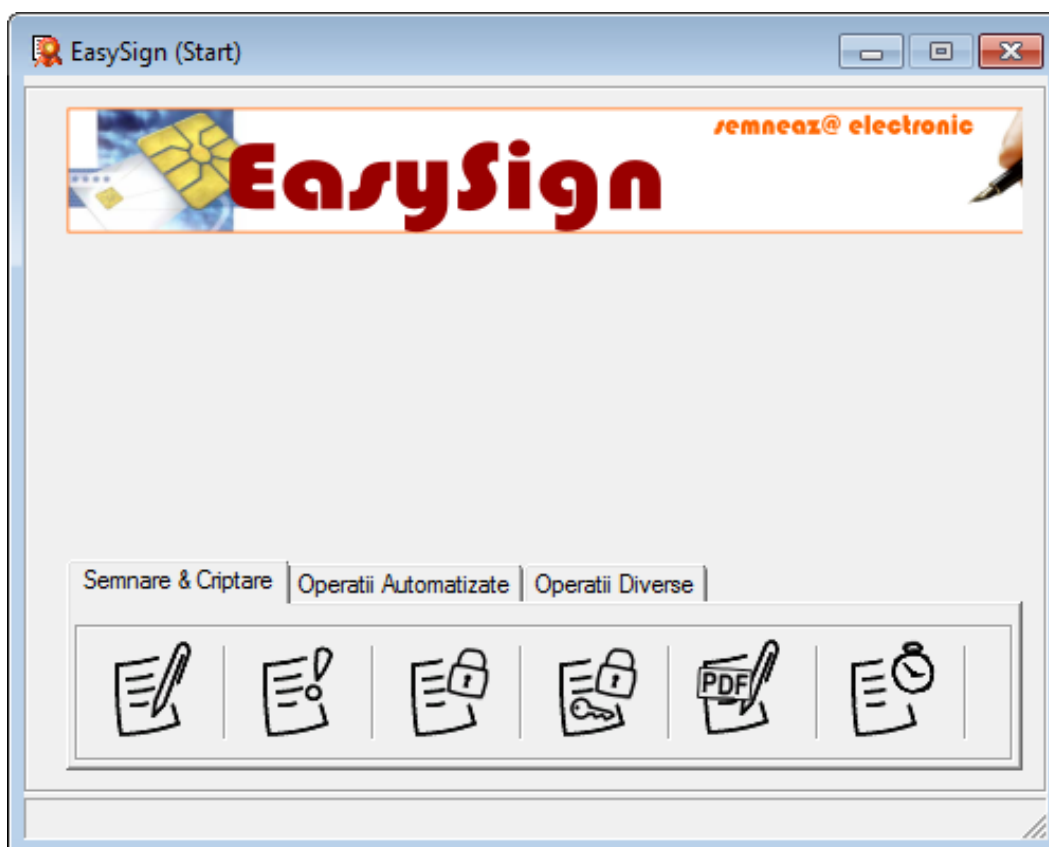 EasySign (Start)
semneaz@ electronic
EasySign
Semnare & Criptare
Operatii Automatizate
Operatii Diverse
PDF